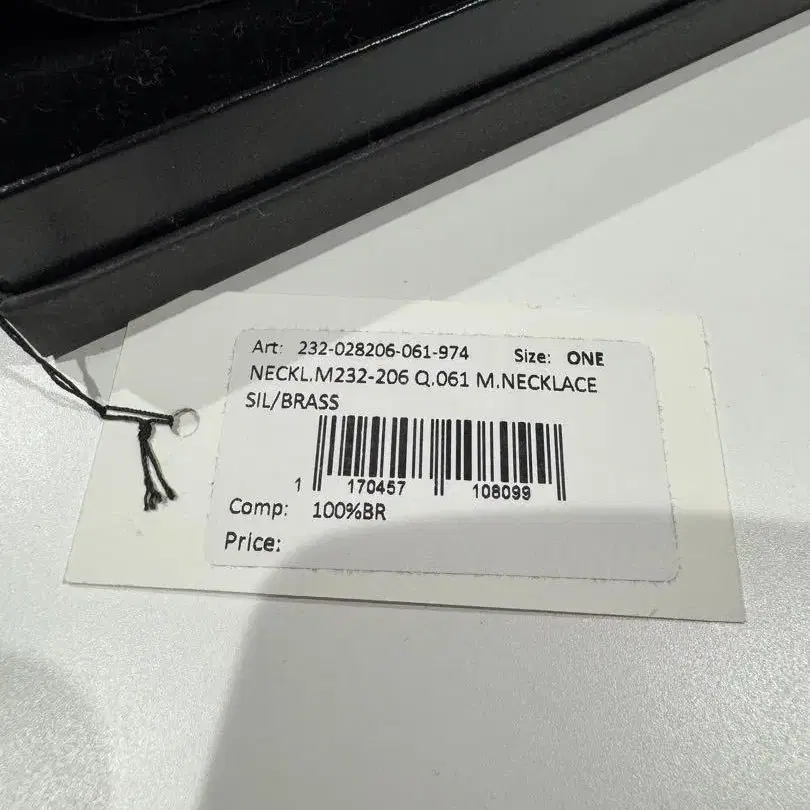 Art: 232-028206-061-974 Size: ONE
NECKL.M232-206 Q.061 M.NECKLACE
SIL/BRASS
1 170457 108099
Comp: 100%BR
Price: